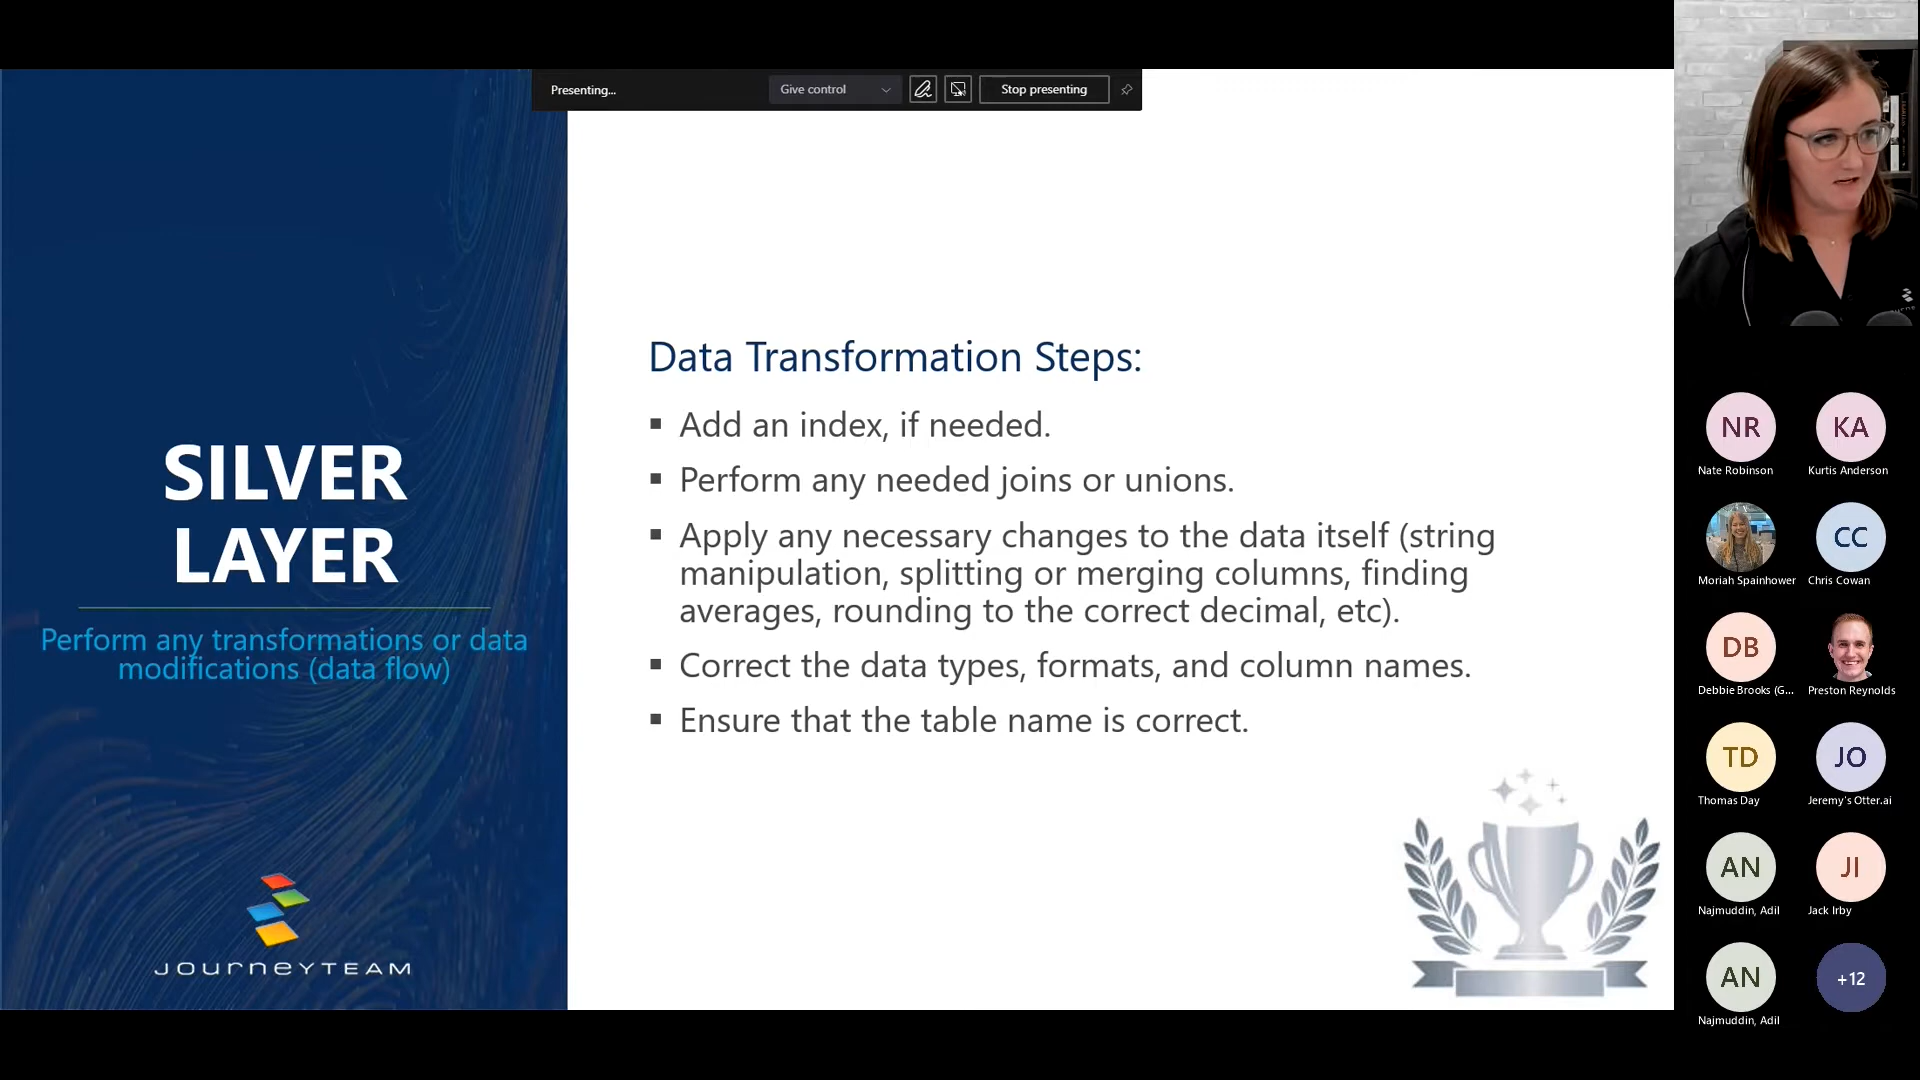 Presenting...
Give control
Stop presenting
SILVER
LAYER
Perform any transformations or data
modifications (data flow)
JOURNEYTEAM
Data Transformation Steps:
▪ Add an index, if needed.
▪ Perform any needed joins or unions.
▪ Apply any necessary changes to the data itself (string
manipulation, splitting or merging columns, finding
averages, rounding to the correct decimal, etc).
▪ Correct the data types, formats, and column names.
▪ Ensure that the table name is correct.
NR
KA
Nate Robinson
Kurtis Anderson
CC
Moriah Spainhower
Chris Cowan
DB
Debbie Brooks (G...
Preston Reynolds
TD
JO
Thomas Day
Jeremy's Otter.ai
AN
JI
Najmuddin, Adil
Jack Irby
AN
+12
Najmuddin, Adil